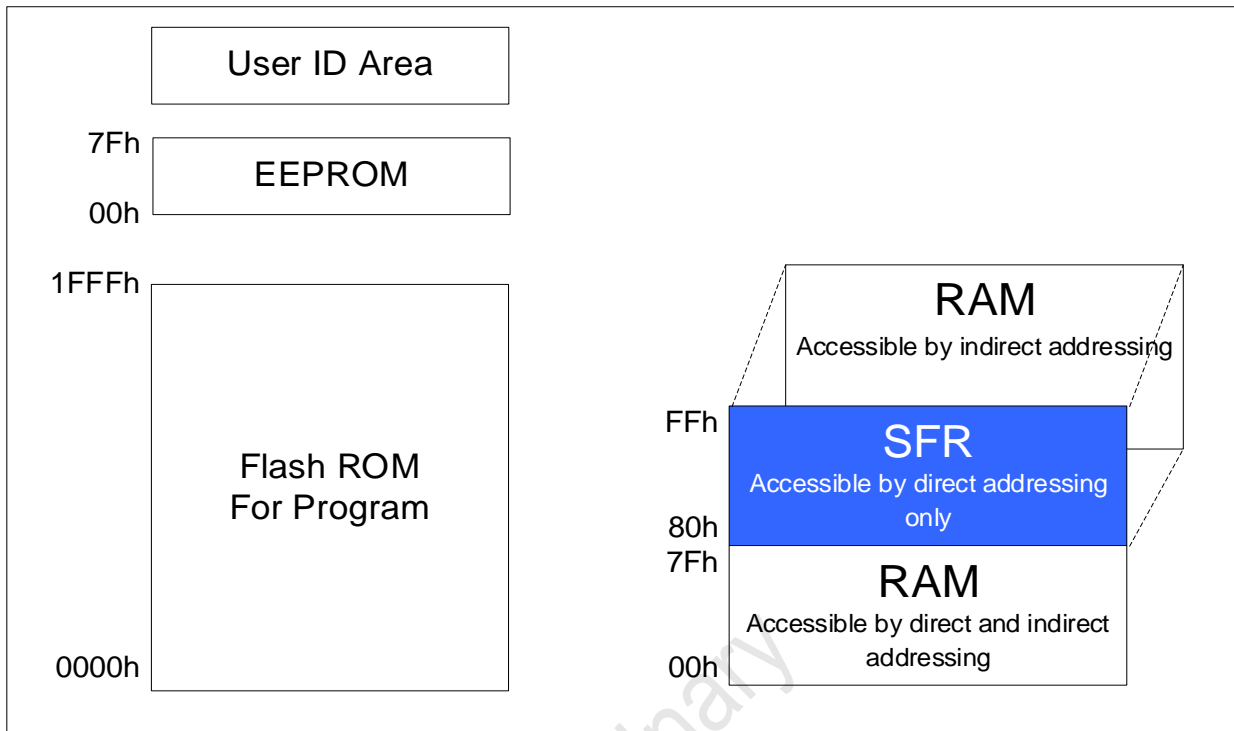 User ID Area
7Fh
EEPROM
00h
1FFFh
Flash ROM
For Program
0000h
RAM
Accessible by indirect addressing
FFh
SFR
Accessible by direct addressing
only
80h
7Fh
RAM
Accessible by direct and indirect
addressing
00h